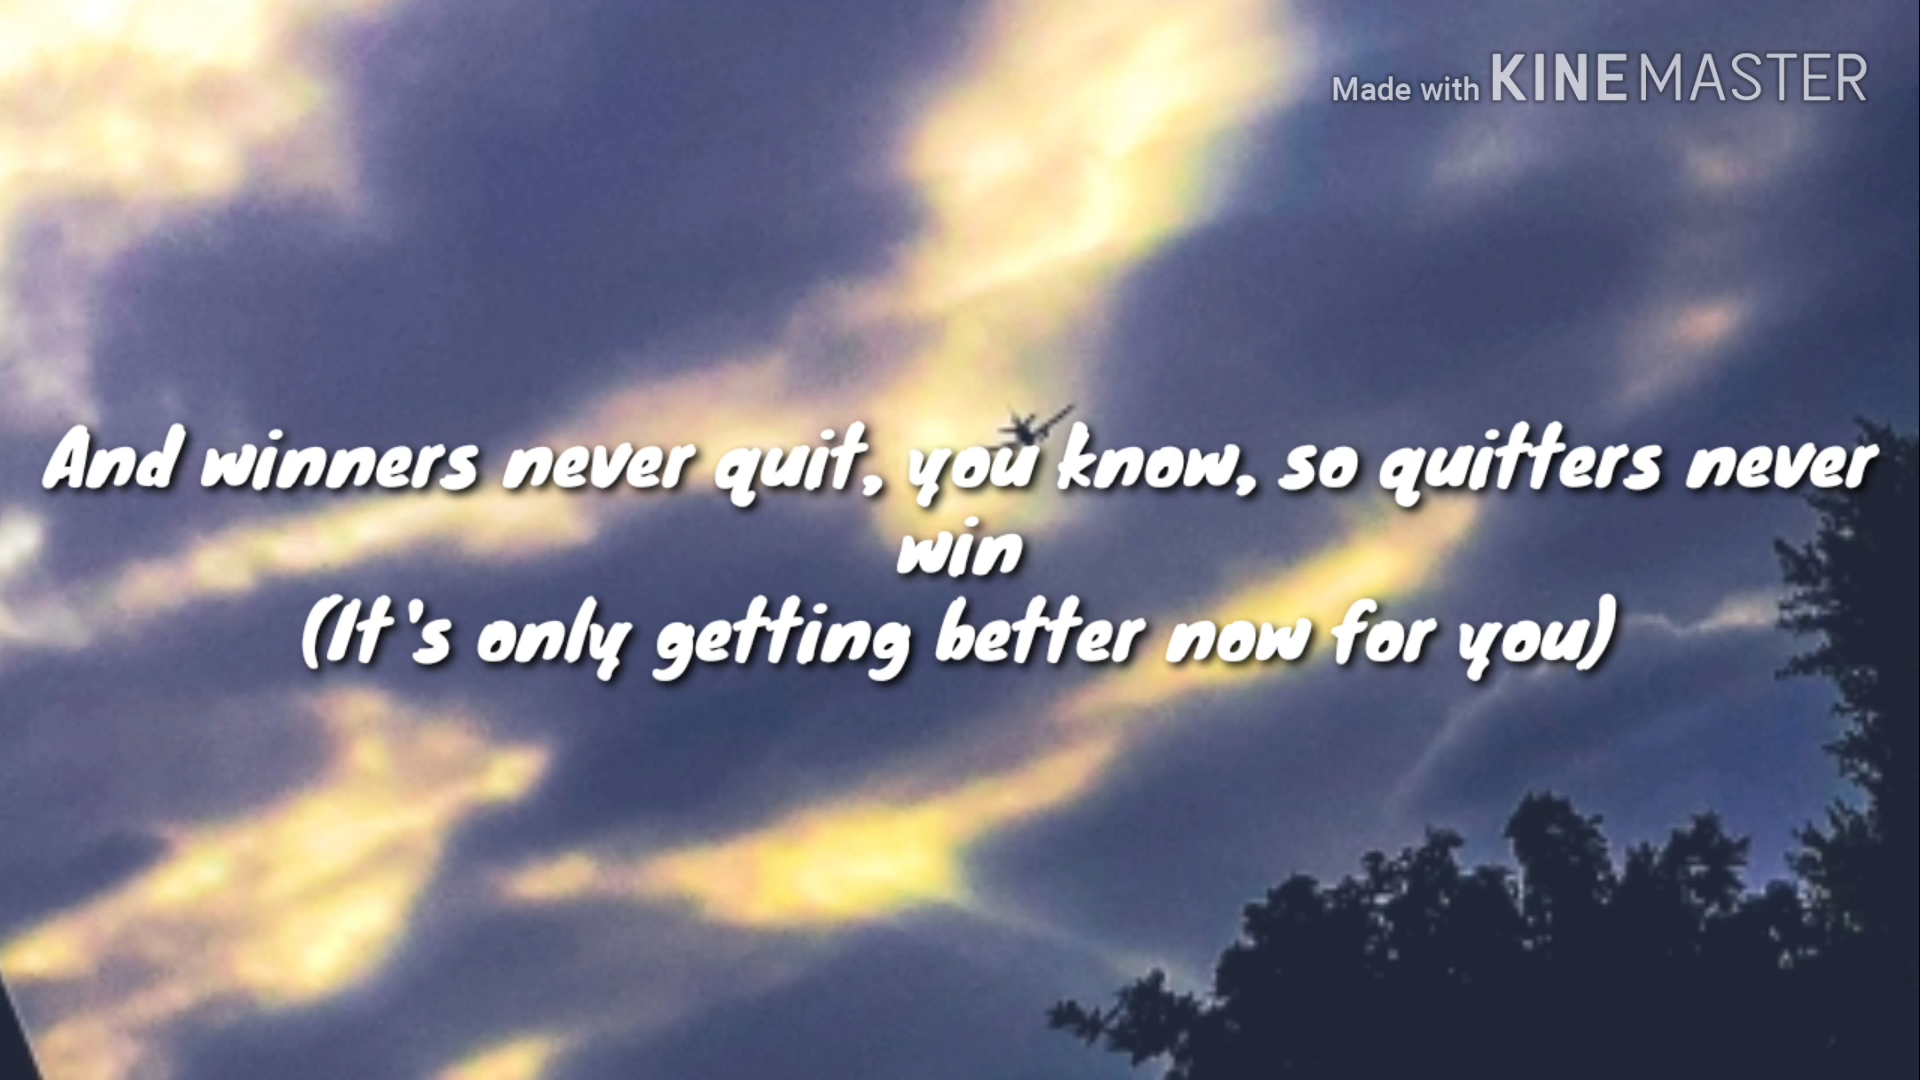 Made with KINEMASTER
And winners never quit, you know, so quitters never
win
(It's only getting better now for you)